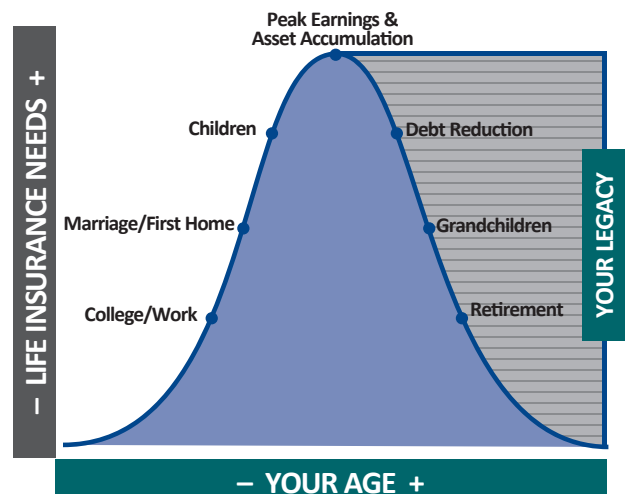 Peak Earnings &
Asset Accumulation
Children
Debt Reduction
Marriage/First Home
Grandchildren
College/Work
Retirement
– LIFE INSURANCE NEEDS +
YOUR LEGACY
– YOUR AGE +